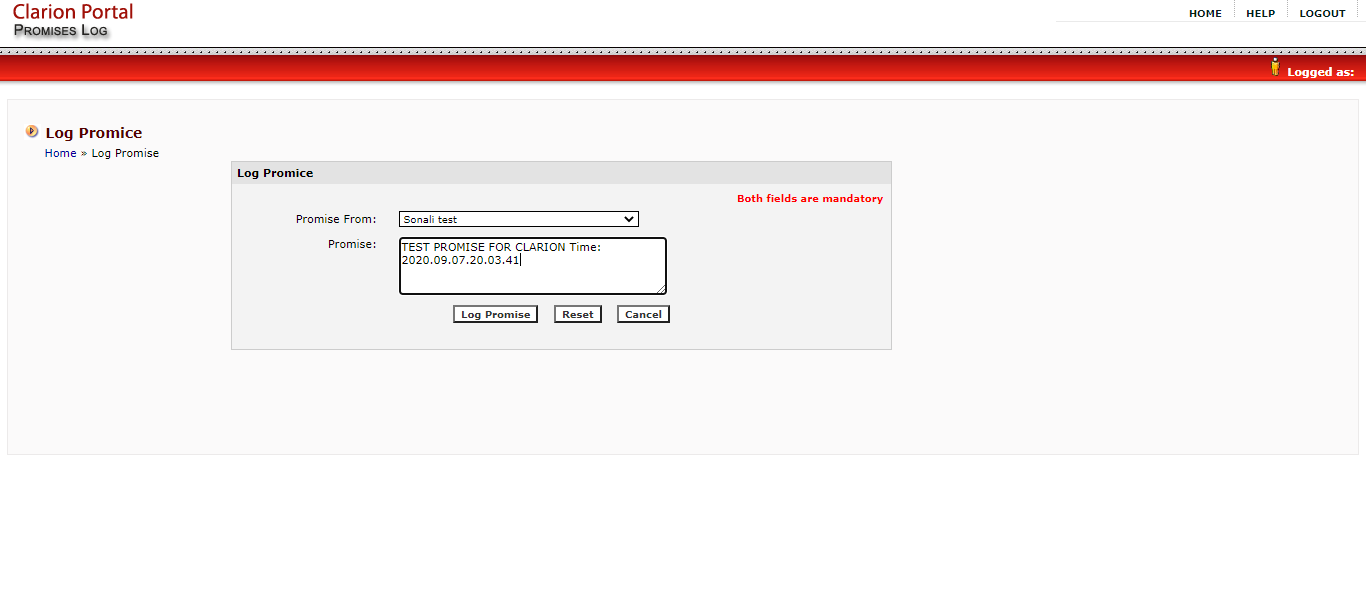 Clarion Portal
PROMISES LOG
HOME HELP LOGOUT
Logged as:
Log Promice
Home » Log Promise
Log Promice
Both fields are mandatory
Promise From: Sonali test
Promise: TEST PROMISE FOR CLARION Time:
2020.09.07.20.03.41
Log Promise Reset Cancel